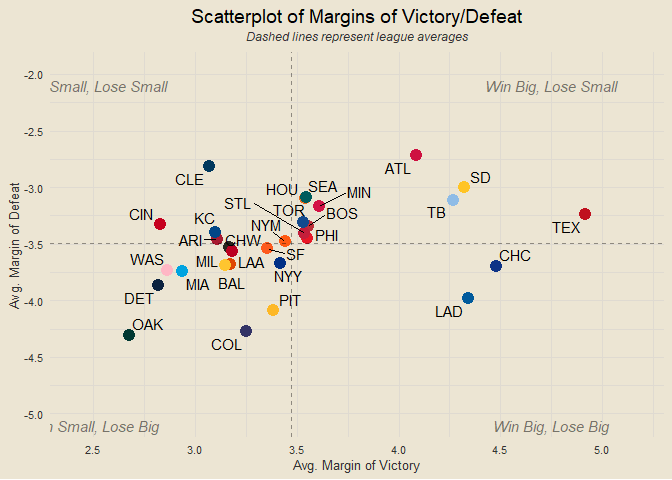 Scatterplot of Margins of Victory/Defeat
Dashed lines represent league averages
-2.0
Small, Lose Small
Win Big, Lose Small
-2.5
ATL
CLE
SD
-3.0
HOU
SEA
MIN
STL
TOR
BOS
TB
CIN
KC
NYM
PHI
TEX
-3.5
ARI
CHW
SF
CHC
WAS
MIL
LAA
MIA
BAL
NYY
DET
-4.0
PIT
LAD
OAK
COL
-4.5
-5.0
Small, Lose Big
Win Big, Lose Big
2.5
3.0
3.5
4.0
4.5
5.0
Avg. Margin of Victory
Avg. Margin of Defeat